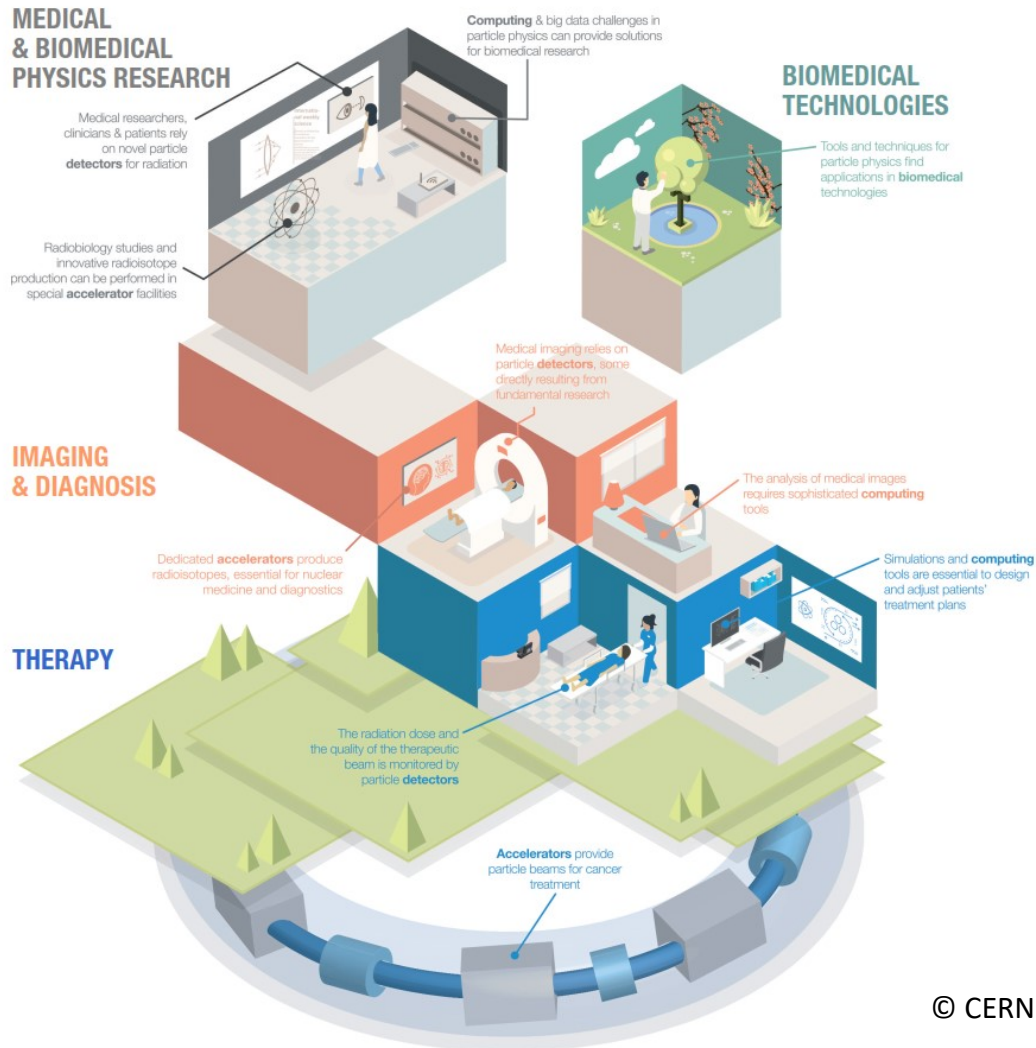 MEDICAL
& BIOMEDICAL
PHYSICS RESEARCH
Computing & big data challenges in
particle physics can provide solutions
for biomedical research
Medical researchers,
clinicians & patients rely
on novel particle
detectors for radiation
Radiobiology studies and
innovative radioisotope
production can be performed in
special accelerator facilities
BIOMEDICAL
TECHNOLOGIES
Tools and techniques for
particle physics find
applications in biomedical
technologies
IMAGING
& DIAGNOSIS
Medical imaging relies on
particle detectors, some
directly resulting from
fundamental research
The analysis of medical images
requires sophisticated computing
tools
Dedicated accelerators produce
radioisotopes, essential for nuclear
medicine and diagnostics
Simulations and computing
tools are essential to design
and adjust patients'
treatment plans
THERAPY
The radiation dose and
the quality of the therapeutic
beam is monitored by
particle detectors
Accelerators provide
particle beams for cancer
treatment
© CERN